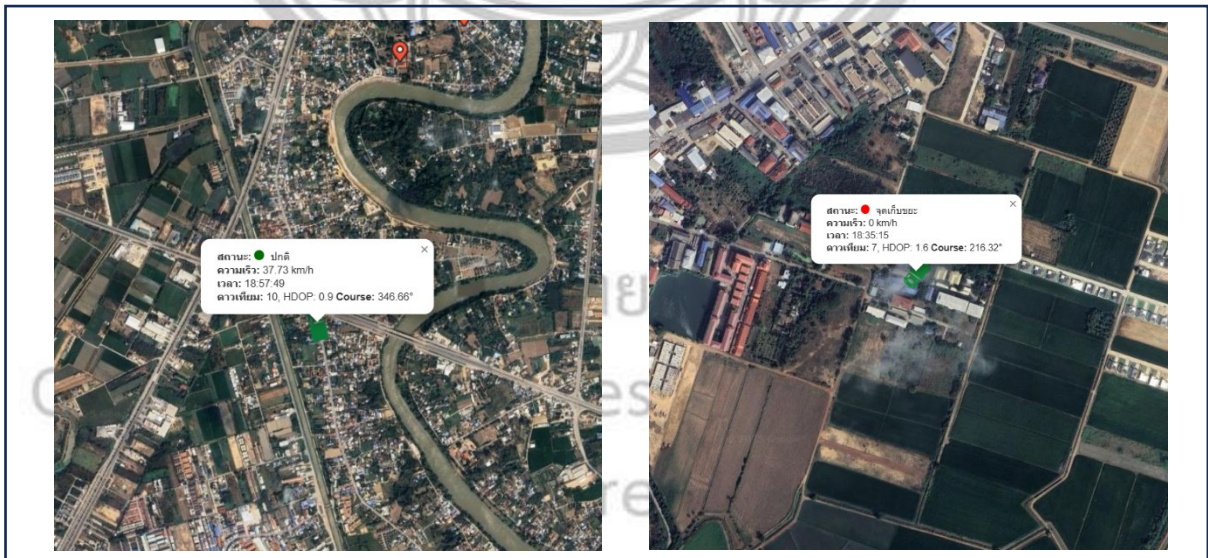 สถานะ: ปกติ
ความเร็ว: 37.73 km/h
เวลา: 18:57:49
ดาวเทียม: 10, HDOP: 0.9 Course: 346.66°
สถานะ: จุดเก็บขยะ
ความเร็ว: 0 km/h
เวลา: 18:35:15
ดาวเทียม: 7, HDOP: 1.6 Course: 216.32°